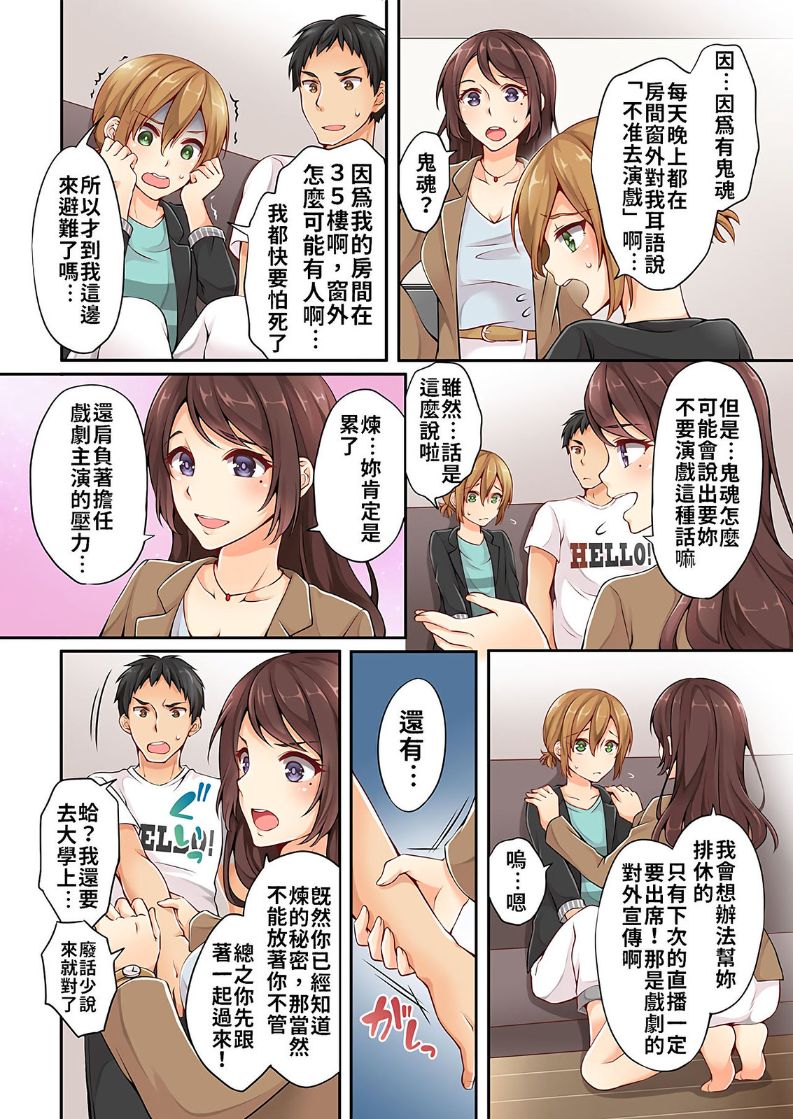 因…因為有鬼魂
每天晚上都在
房間窗外對我耳語說
「不准去演戲」啊…
鬼魂？
因為我的房間在
35樓啊，窗外
怎麼可能有人啊…
我都快要怕死了
所以才到我這邊
來避難了嗎…
但是…鬼魂怎麼
可能會說出要妳
不要演戲這種話嘛
雖然…話是
這麼說啦
HELLO!
煉…妳肯定是
累了
還肩負著擔任
戲劇主演的壓力…
我會想辦法幫妳
排休的
只有下次的直播一定
要出席！那是戲劇的
對外宣傳啊
嗚…嗯
還有…
がしっ
既然你已經知道
煉的秘密，那當然
不能放著你不管
總之你先跟
著一起過來！
ぐいっ
HELLO!
蛤？我還要
去大學上…
廢話少說
來就對了